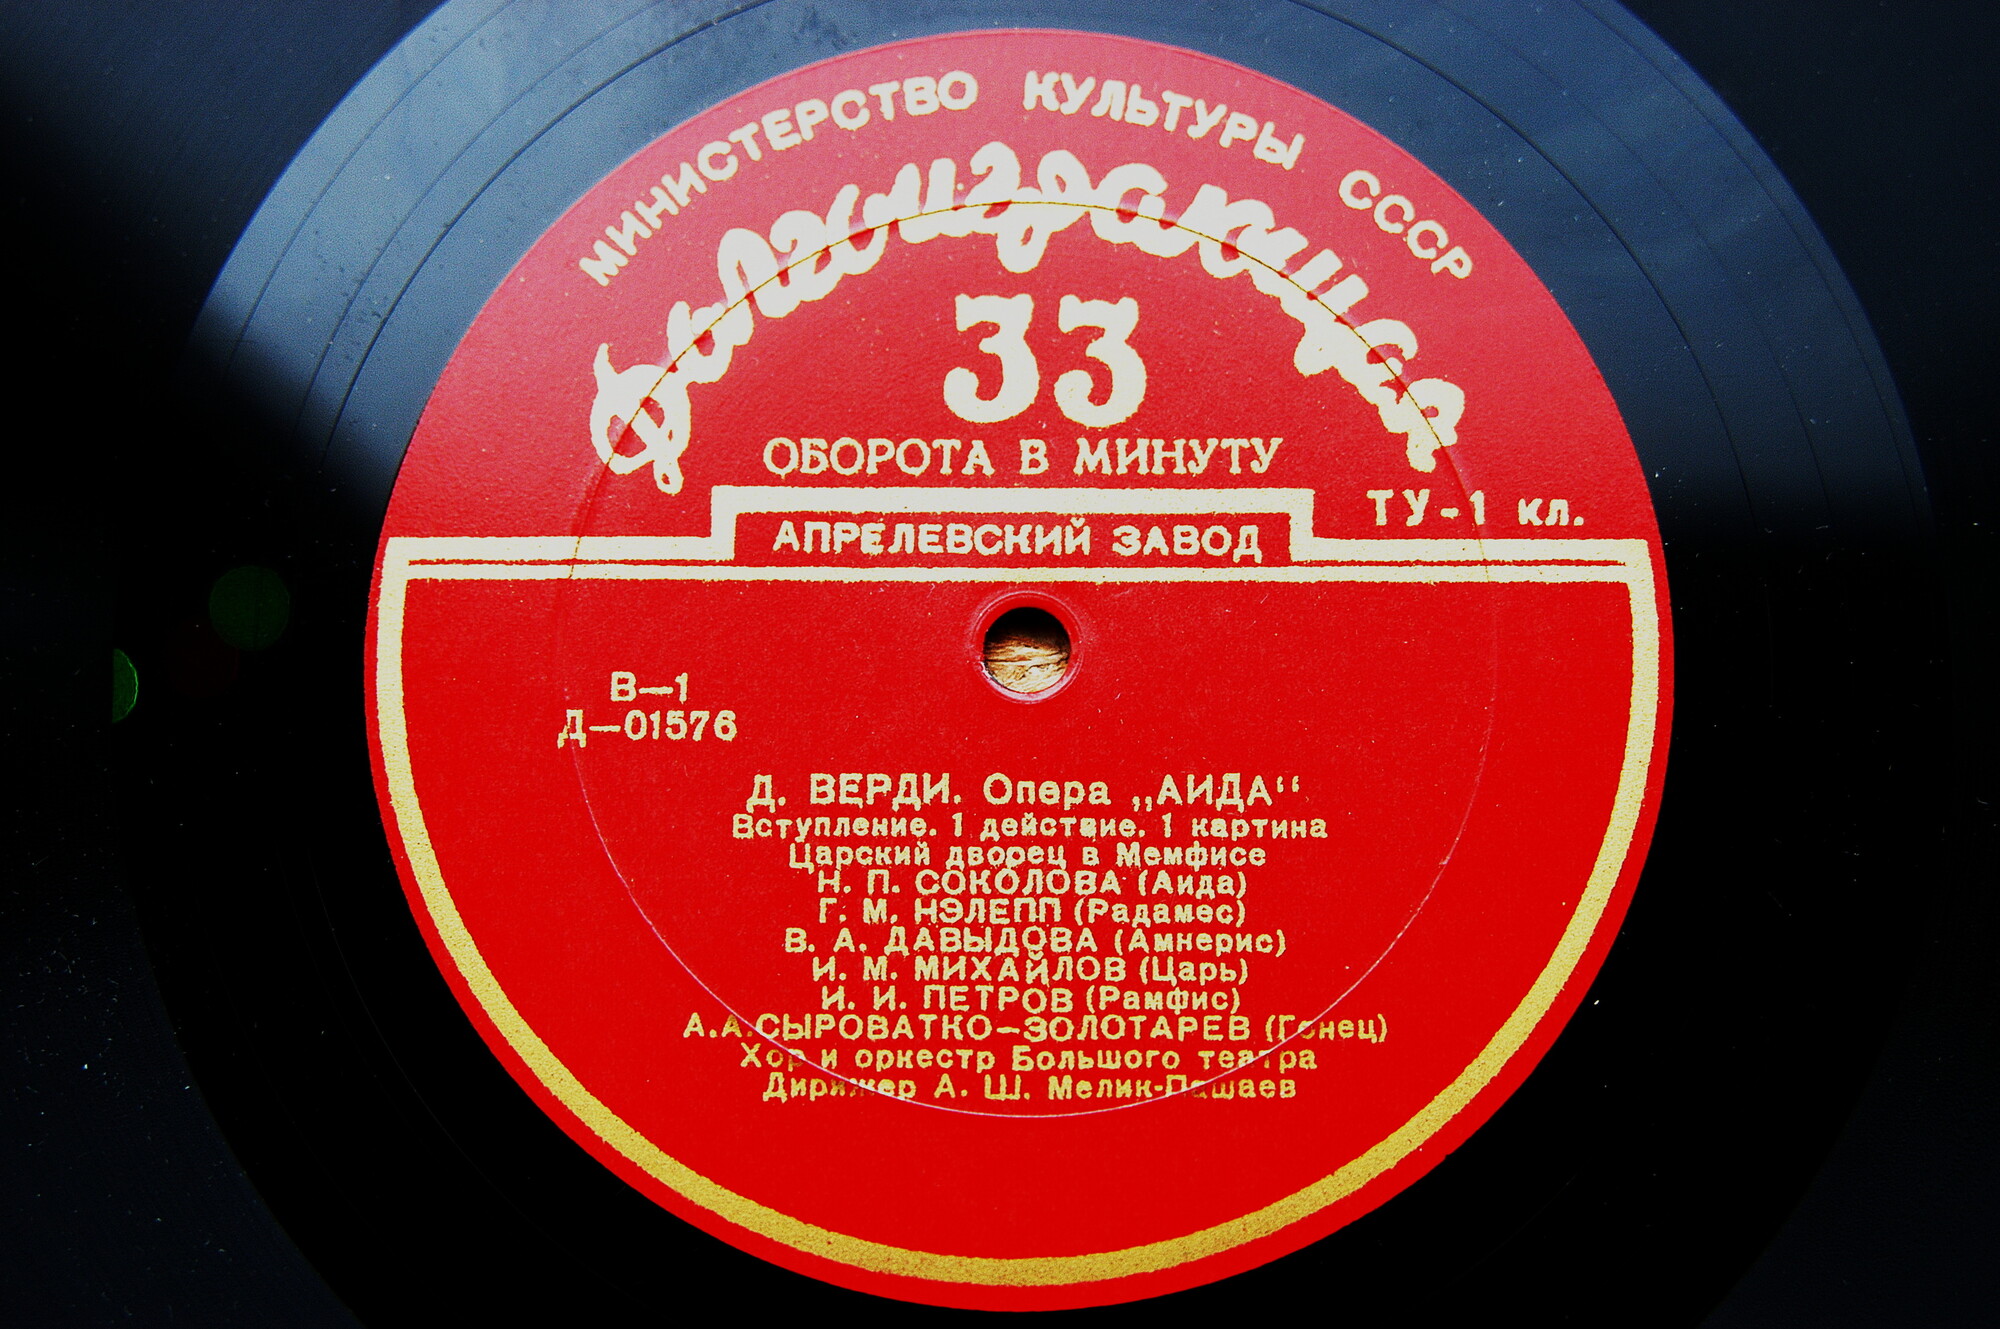 МИНИСТЕРСТВО КУЛЬТУРЫ СССР
Долгоиграющая
33
ОБОРОТА В МИНУТУ
ТУ-1 кл.
АПРЕЛЕВСКИЙ ЗАВОД
В—1
Д—01576
Д. ВЕРДИ. Опера „АИДА“
Вступление. 1 действие. 1 картина
Царский дворец в Мемфисе
Н. П. СОКОЛОВА (Аида)
Г. М. НЭЛЕПП (Радамес)
В. А. ДАВЫДОВА (Амнерис)
И. М. МИХАЙЛОВ (Царь)
И. И. ПЕТРОВ (Рамфис)
А.А.СЫРОВАТКО—ЗОЛОТАРЕВ (Гонец)
Хор и оркестр Большого театра
Дирижер А. Ш. Мелик-Пашаев